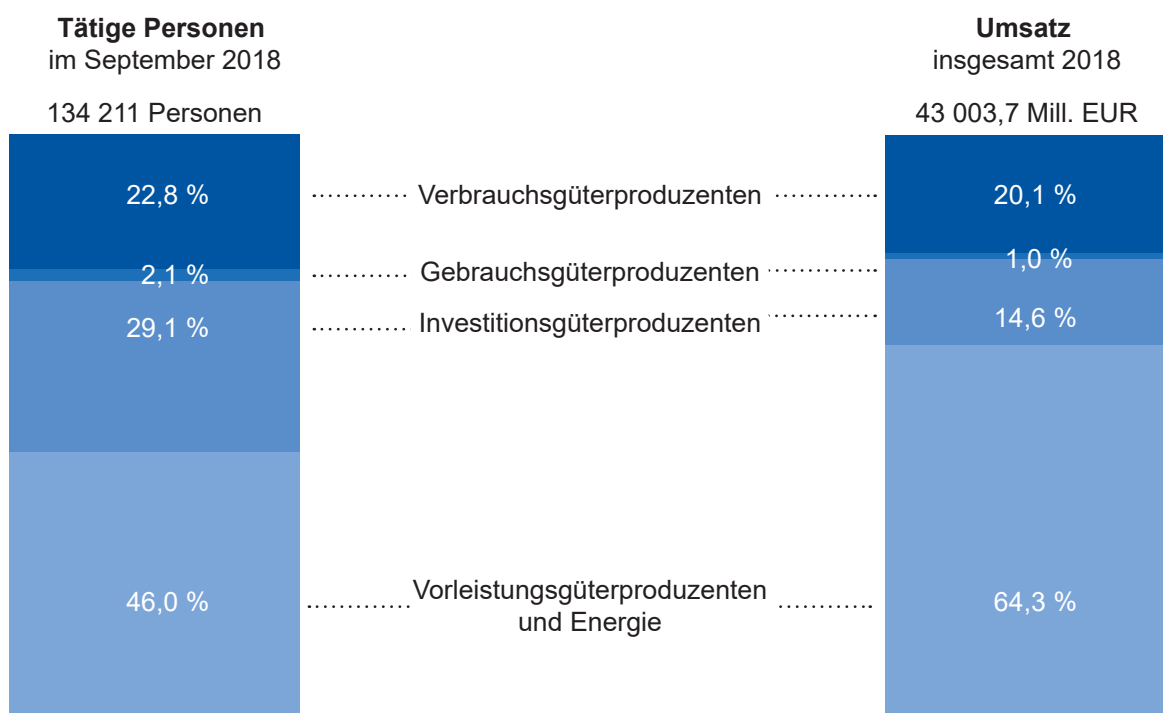 Tätige Personen
im September 2018
134 211 Personen
Umsatz
insgesamt 2018
43 003,7 Mill. EUR
22,8 %
Verbrauchsgüterproduzenten
20,1 %
2,1 %
Gebrauchsgüterproduzenten
1,0 %
29,1 %
Investitionsgüterproduzenten
14,6 %
46,0 %
Vorleistungsgüterproduzenten
und Energie
64,3 %